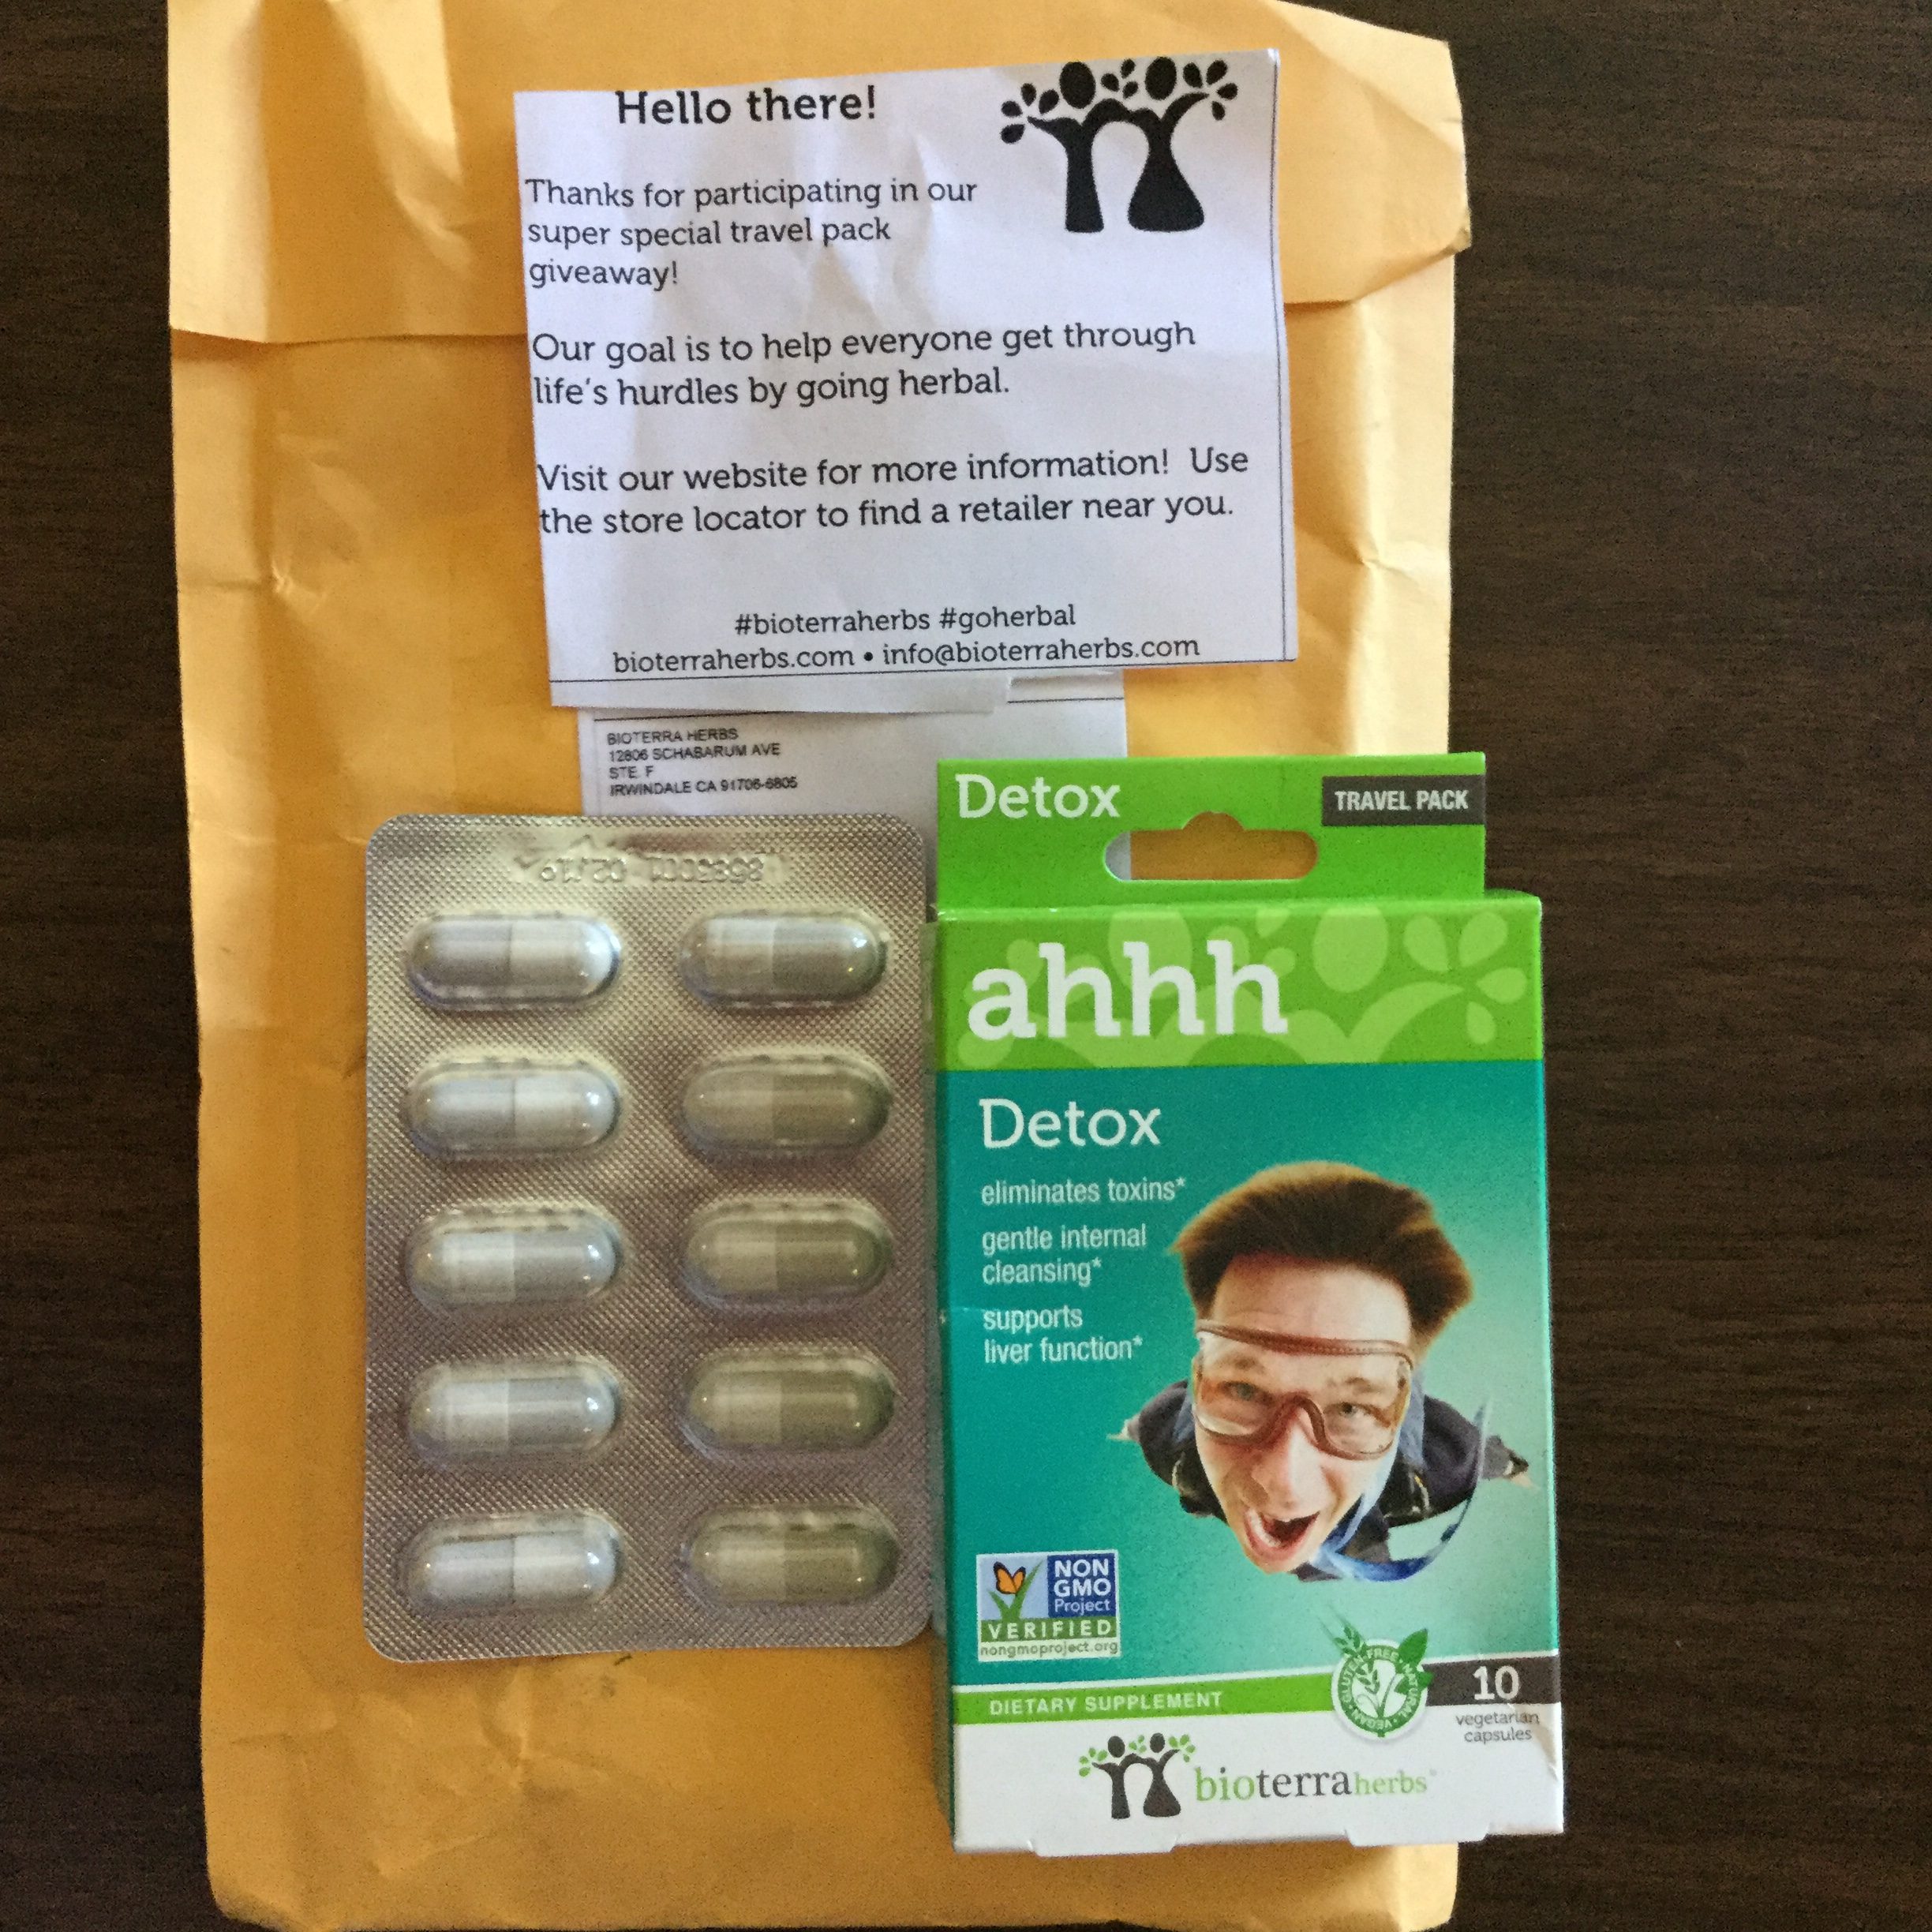 Hello there!
Thanks for participating in our
super special travel pack
giveaway!
Our goal is to help everyone get through
life's hurdles by going herbal.
Visit our website for more information!  Use
the store locator to find a retailer near you.
#bioterraherbs #goherbal
bioterraherbs.com • info@bioterraherbs.com
BIOTERRA HERBS
12806 SCHABARUM AVE
STE F
IRWINDALE CA 91706-6805
Detox
TRAVEL PACK
ahhh
Detox
eliminates toxins*
gentle internal
cleansing*
supports
liver function*
NON
GMO
Project
VERIFIED
nongmoproject.org
DIETARY SUPPLEMENT
GLUTEN-FREE • NATURAL • VEGAN •
10
vegetarian
capsules
bioterraherbs